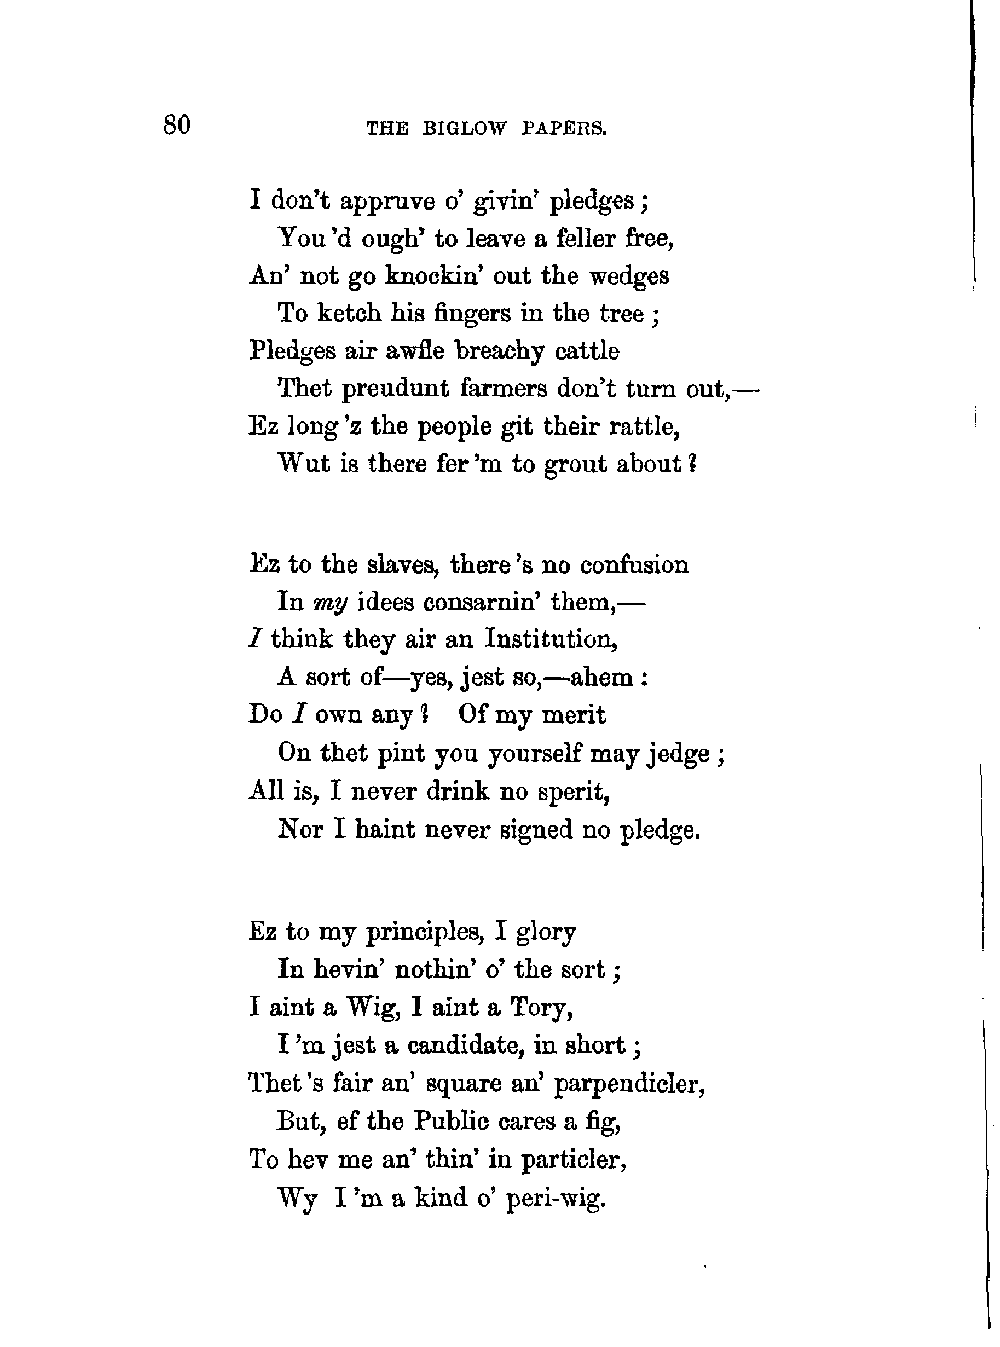 80 THE BIGLOW PAPERS.
I don't appruve o' givin' pledges;
You 'd ough' to leave a feller free,
An' not go knockin' out the wedges
To ketch his fingers in the tree;
Pledges air awfle breachy cattle
Thet preudunt farmers don't turn out,—
Ez long 'z the people git their rattle,
Wut is there fer 'm to grout about?
Ez to the slaves, there 's no confusion
In my idees consarnin' them,—
I think they air an Institution,
A sort of—yes, jest so,—ahem:
Do I own any? Of my merit
On thet pint you yourself may jedge;
All is, I never drink no sperit,
Nor I haint never signed no pledge.
Ez to my principles, I glory
In hevin' nothin' o' the sort;
I aint a Wig, I aint a Tory,
I 'm jest a candidate, in short;
Thet 's fair an' square an' parpendicler,
But, ef the Public cares a fig,
To hev me an' thin' in particler,
Wy I 'm a kind o' peri-wig.